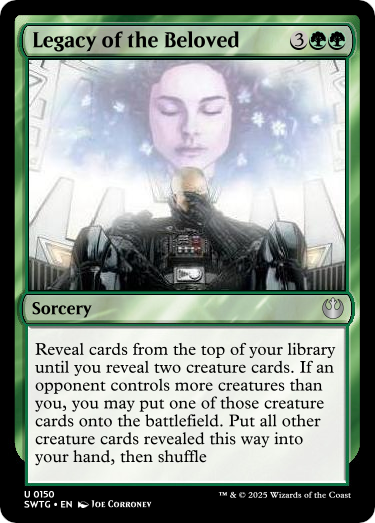 Legacy of the Beloved 3
Sorcery
Reveal cards from the top of your library
until you reveal two creature cards. If an
opponent controls more creatures than
you, you may put one of those creature
cards onto the battlefield. Put all other
creature cards revealed this way into
your hand, then shuffle
U 0150
SWTG • EN Joe Corroney
™ & © 2025 Wizards of the Coast